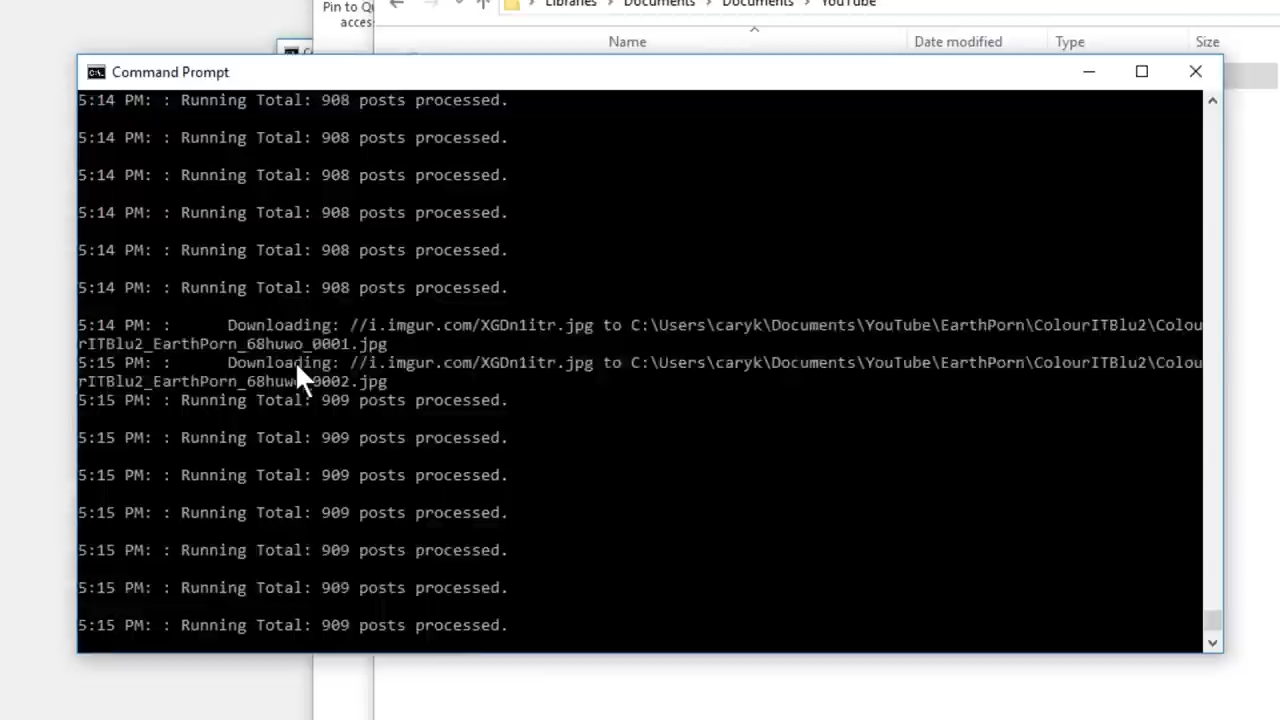 Pin to Qu
acces
Libraries > Documents > Documents > YouTube
Name Date modified Type Size
Command Prompt
5:14 PM: : Running Total: 908 posts processed.
5:14 PM: : Running Total: 908 posts processed.
5:14 PM: : Running Total: 908 posts processed.
5:14 PM: : Running Total: 908 posts processed.
5:14 PM: : Running Total: 908 posts processed.
5:14 PM: : Running Total: 908 posts processed.
5:14 PM: :      Downloading: //i.imgur.com/XGDn1itr.jpg to C:\Users\caryk\Documents\YouTube\EarthPorn\ColourITBlu2\Colou
rITBlu2_EarthPorn_68huwo_0001.jpg
5:15 PM: :      Downloading: //i.imgur.com/XGDn1itr.jpg to C:\Users\caryk\Documents\YouTube\EarthPorn\ColourITBlu2\Colou
rITBlu2_EarthPorn_68huwo_0002.jpg
5:15 PM: : Running Total: 909 posts processed.
5:15 PM: : Running Total: 909 posts processed.
5:15 PM: : Running Total: 909 posts processed.
5:15 PM: : Running Total: 909 posts processed.
5:15 PM: : Running Total: 909 posts processed.
5:15 PM: : Running Total: 909 posts processed.
5:15 PM: : Running Total: 909 posts processed.